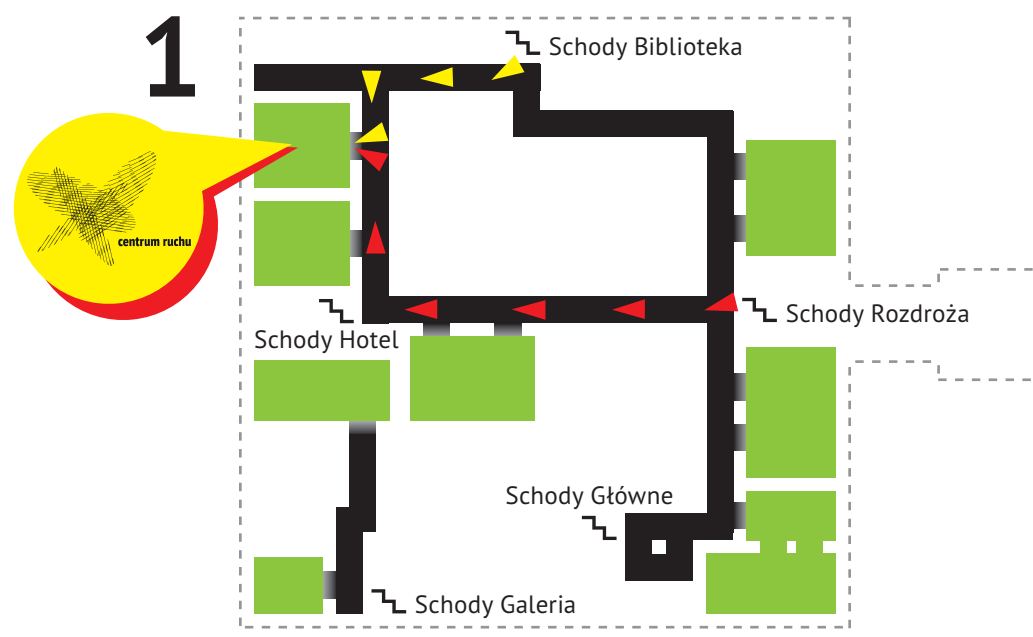 1
Schody Biblioteka
centrum ruchu
Schody Rozdroża
Schody Hotel
Schody Główne
Schody Galeria